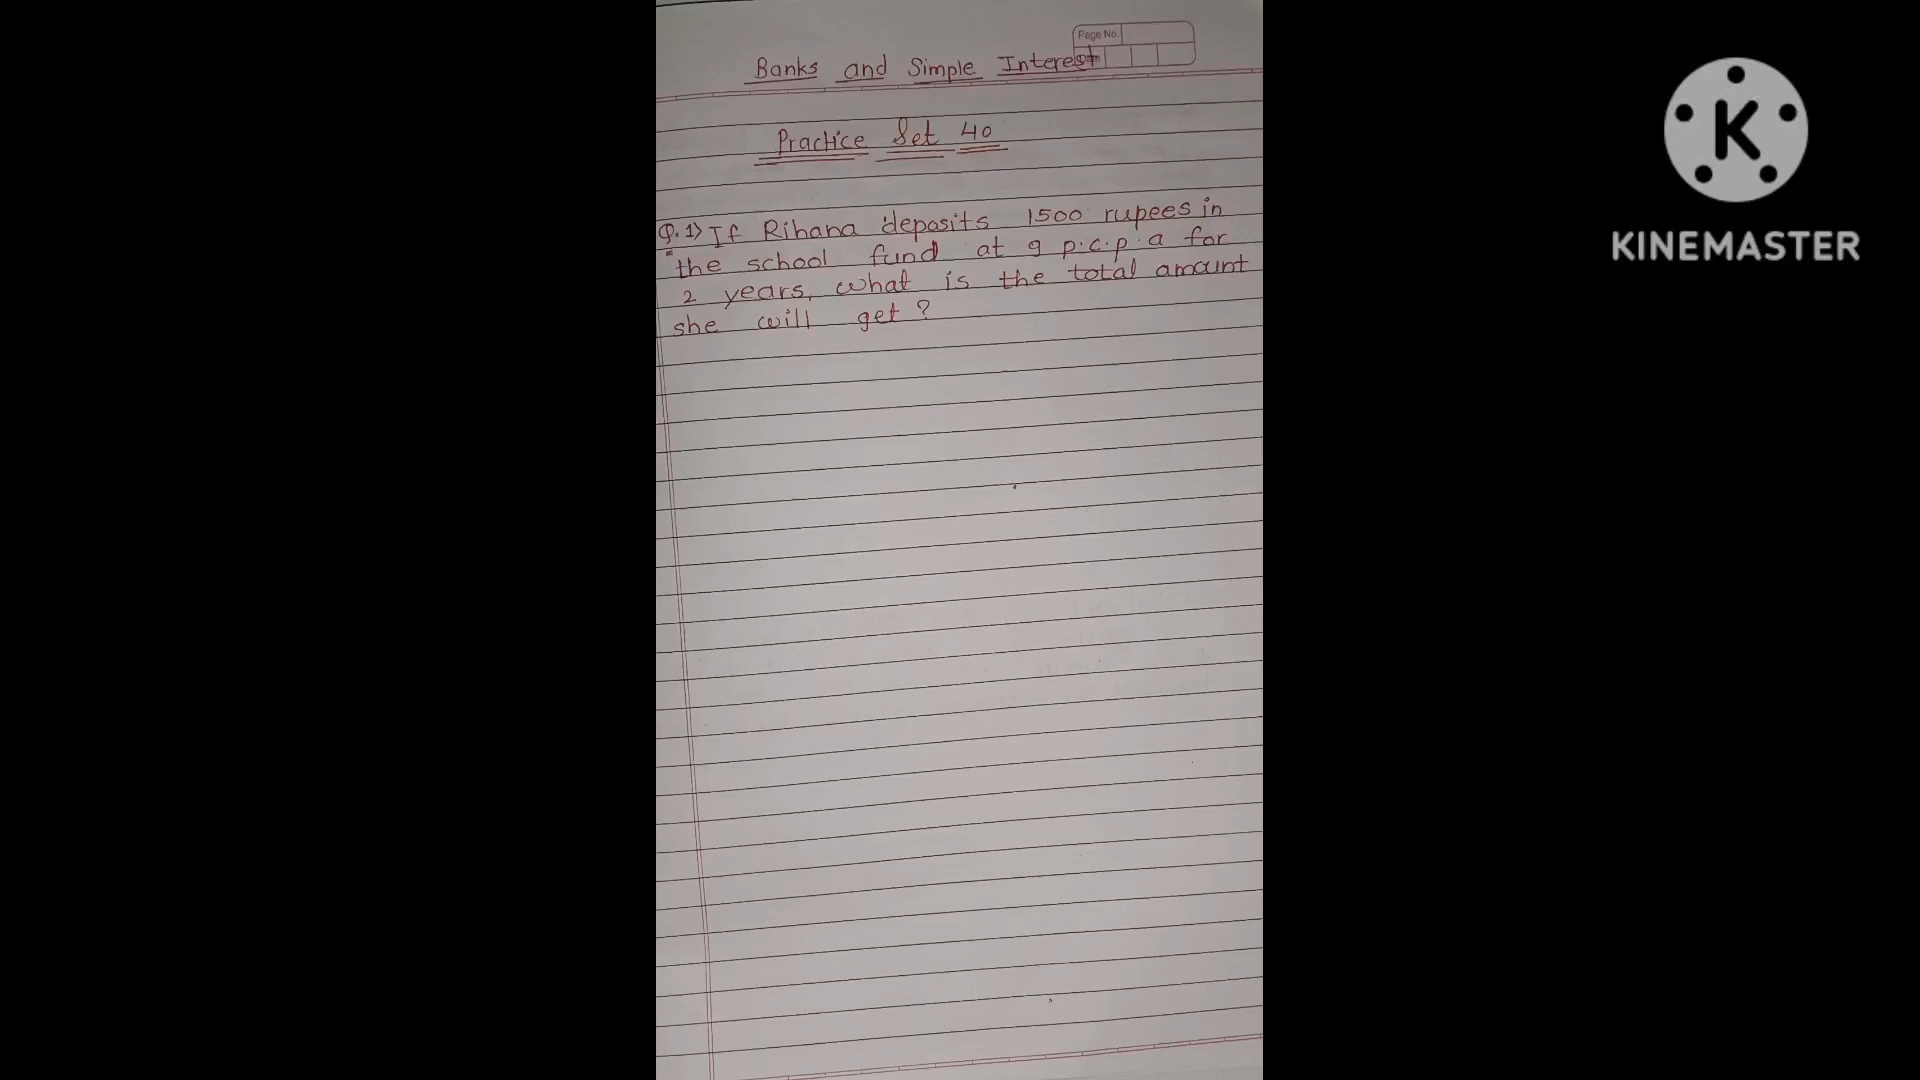 Page No.
Banks and Simple Interest
Practice Set 40
Q.1) If Rihana deposits 1500 rupees in
the school fund at 9 p.c.p.a for
2 years, what is the total amount
she will get?
K
KINEMASTER